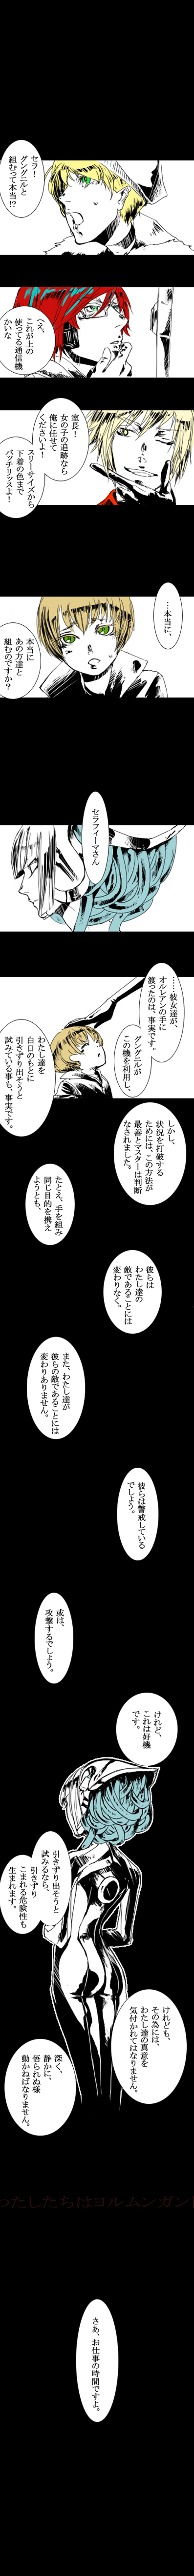 セラ！
グングニルと
組むって本当!?
へえ、
これが上の
使ってる通信機
かいな
室長！
女の子の追跡なら
俺に任せて
くださいよ！
スリーサイズから
下着の色まで
バッチリッスよ！
…本当に、
本当に
あの方達と
組むのですか？
セラフィーマさん
……彼女達が、
オルレアンの手に
渡ったのは、事実です。
グングニルが
この機を利用し、
わたし達を
白日のもとに
引きずり出そうと
試みている事も、事実です。
しかし、
状況を打破する
ためには、この方法が
最善とマスターは判断
なされました。
たとえ、手を組み
同じ目的を携え
ようとも、
彼らは
わたし達の
敵であることには
変わりなく。
また、わたし達が
彼らの敵であることには
変わりありません。
彼らは警戒している
でしょう。
或は、
攻撃するでしょう。
けれど、
これは好機
です。
引きずり出そうと
試みるなら、
引きずり
こまれる危険性も
生まれます。
けれども、
その為には、
わたし達の真意を
気付かれてはなりません。
深く、
静かに、
悟られぬ様
動かねばなりません。
わたしたちはヨルムンガンド
さあ、お仕事の時間ですよ。